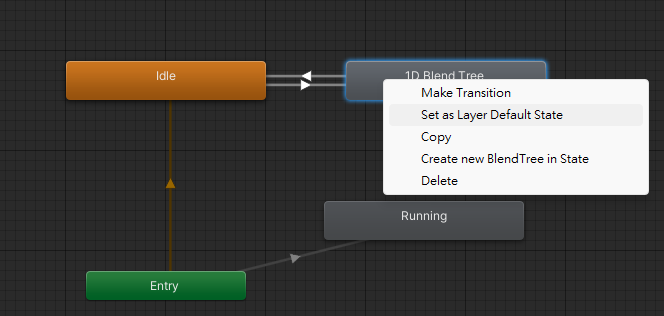 Idle
1D Blend Tree
Make Transition
Set as Layer Default State
Copy
Create new BlendTree in State
Delete
Running
Entry